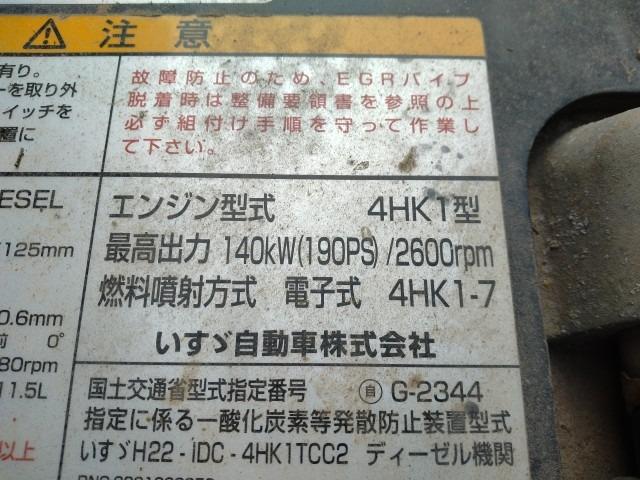 ⚠ 注 意
有り。
ーを取り外
イッチを
置に
故障防止のため、EGRパイプ
脱着時は整備要領書を参照の上
必ず組付け手順を守って作業し
て下さい。
ESEL
125mm
0.6mm
前 0°
80rpm
11.5L
以上
エンジン型式 4HK1型
最高出力 140kW(190PS)/2600rpm
燃料噴射方式 電子式 4HK1-7
いすゞ自動車株式会社
国土交通省型式指定番号 ㉂ G-2344
指定に係る一酸化炭素等発散防止装置型式
いすゞH22-iDC-4HK1TCC2 ディーゼル機関